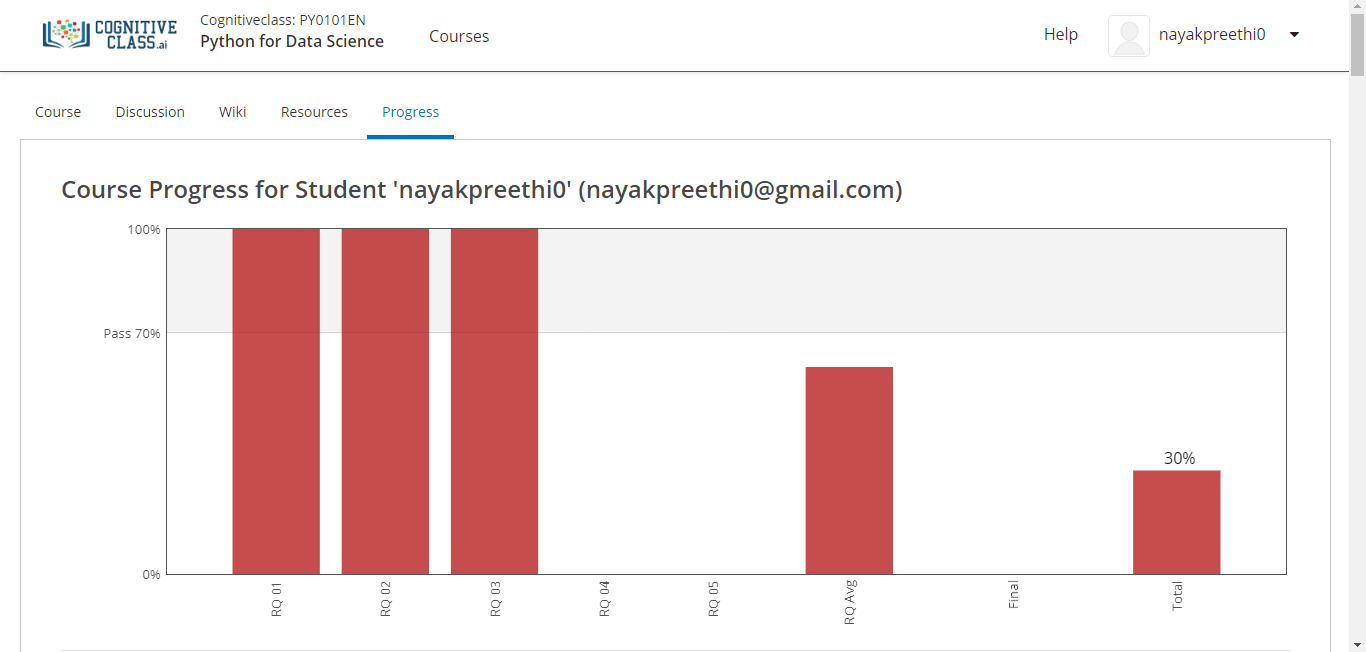 COGNITIVE
CLASS.ai
Cognitiveclass: PY0101EN
Python for Data Science
Courses
Help
nayakpreethi0
Course
Discussion
Wiki
Resources
Progress
Course Progress for Student 'nayakpreethi0' (nayakpreethi0@gmail.com)
100%
Pass 70%
0%
30%
RQ 01
RQ 02
RQ 03
RQ 04
RQ 05
RQ Avg
Final
Total